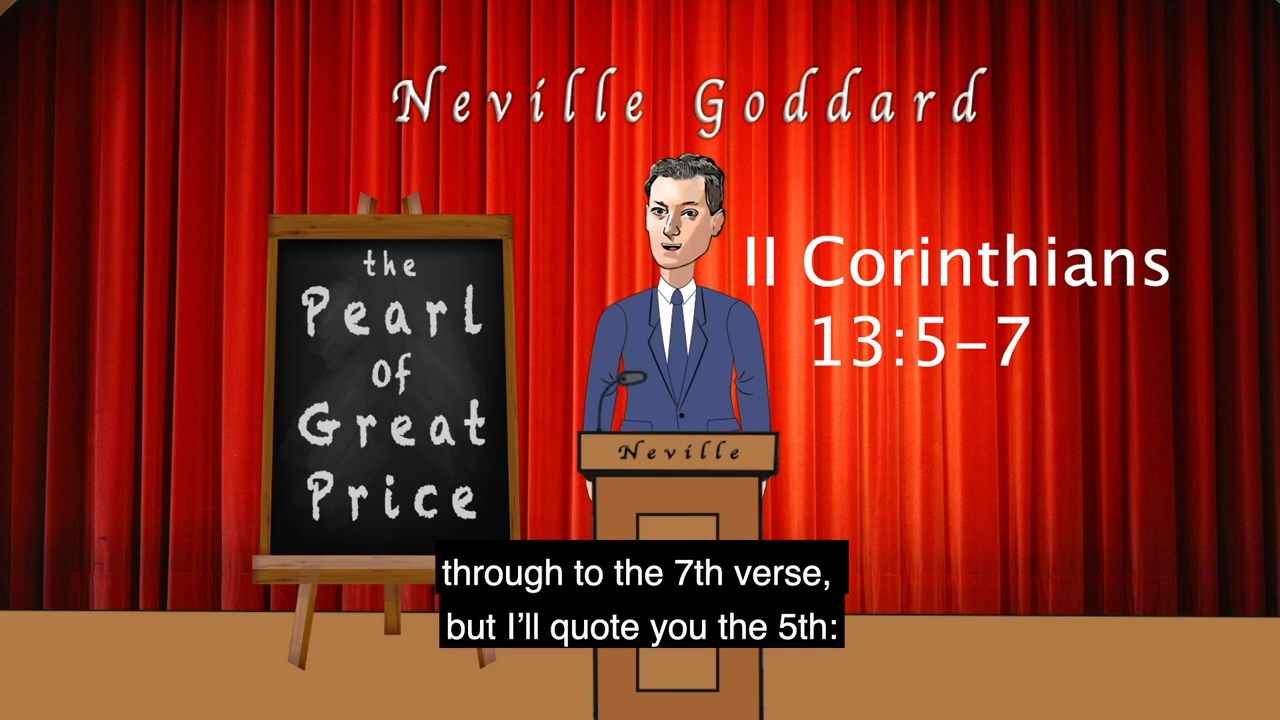 Neville Goddard
the
Pearl
of
Great
Price
II Corinthians
13:5-7
Neville
through to the 7th verse,
but I’ll quote you the 5th: